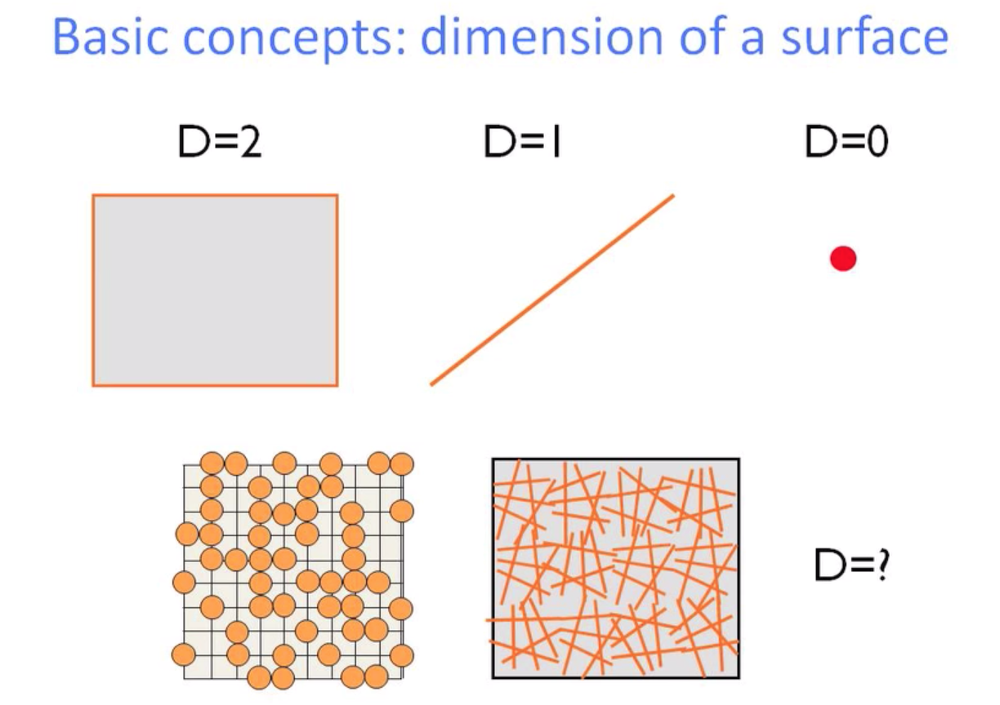 Basic concepts: dimension of a surface
D=2
D=1
D=0
D=?